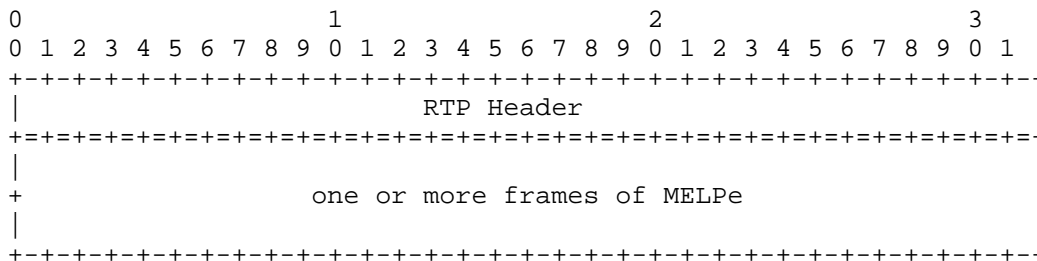 0                   1                   2                   3
0 1 2 3 4 5 6 7 8 9 0 1 2 3 4 5 6 7 8 9 0 1 2 3 4 5 6 7 8 9 0 1
+-+-+-+-+-+-+-+-+-+-+-+-+-+-+-+-+-+-+-+-+-+-+-+-+-+-+-+-+-+-+-+--
|                         RTP Header
+=+=+=+=+=+=+=+=+=+=+=+=+=+=+=+=+=+=+=+=+=+=+=+=+=+=+=+=+=+=+=+=-
|
+                  one or more frames of MELPe
|
+-+-+-+-+-+-+-+-+-+-+-+-+-+-+-+-+-+-+-+-+-+-+-+-+-+-+-+-+-+-+-+--